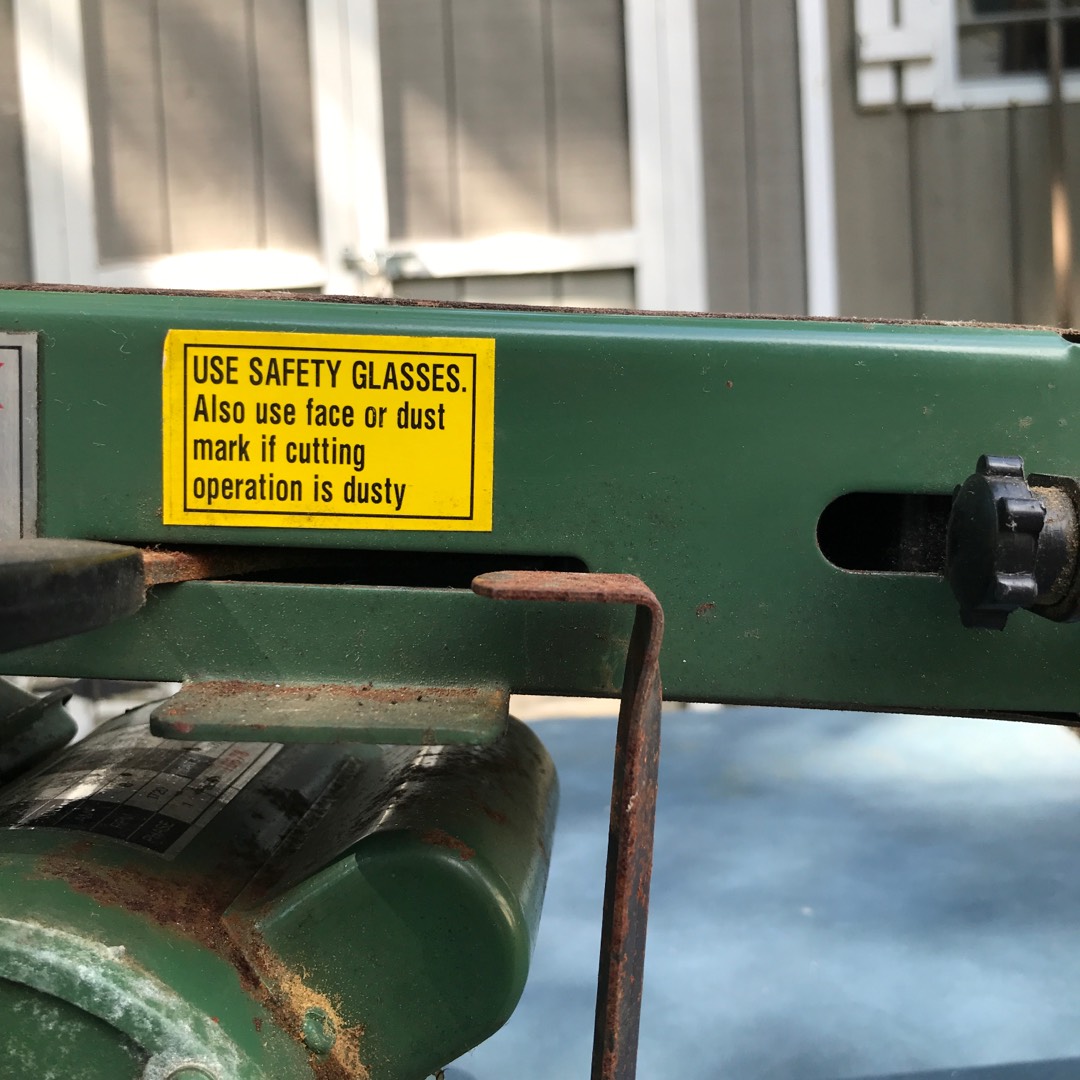 USE SAFETY GLASSES.
Also use face or dust
mark if cutting
operation is dusty